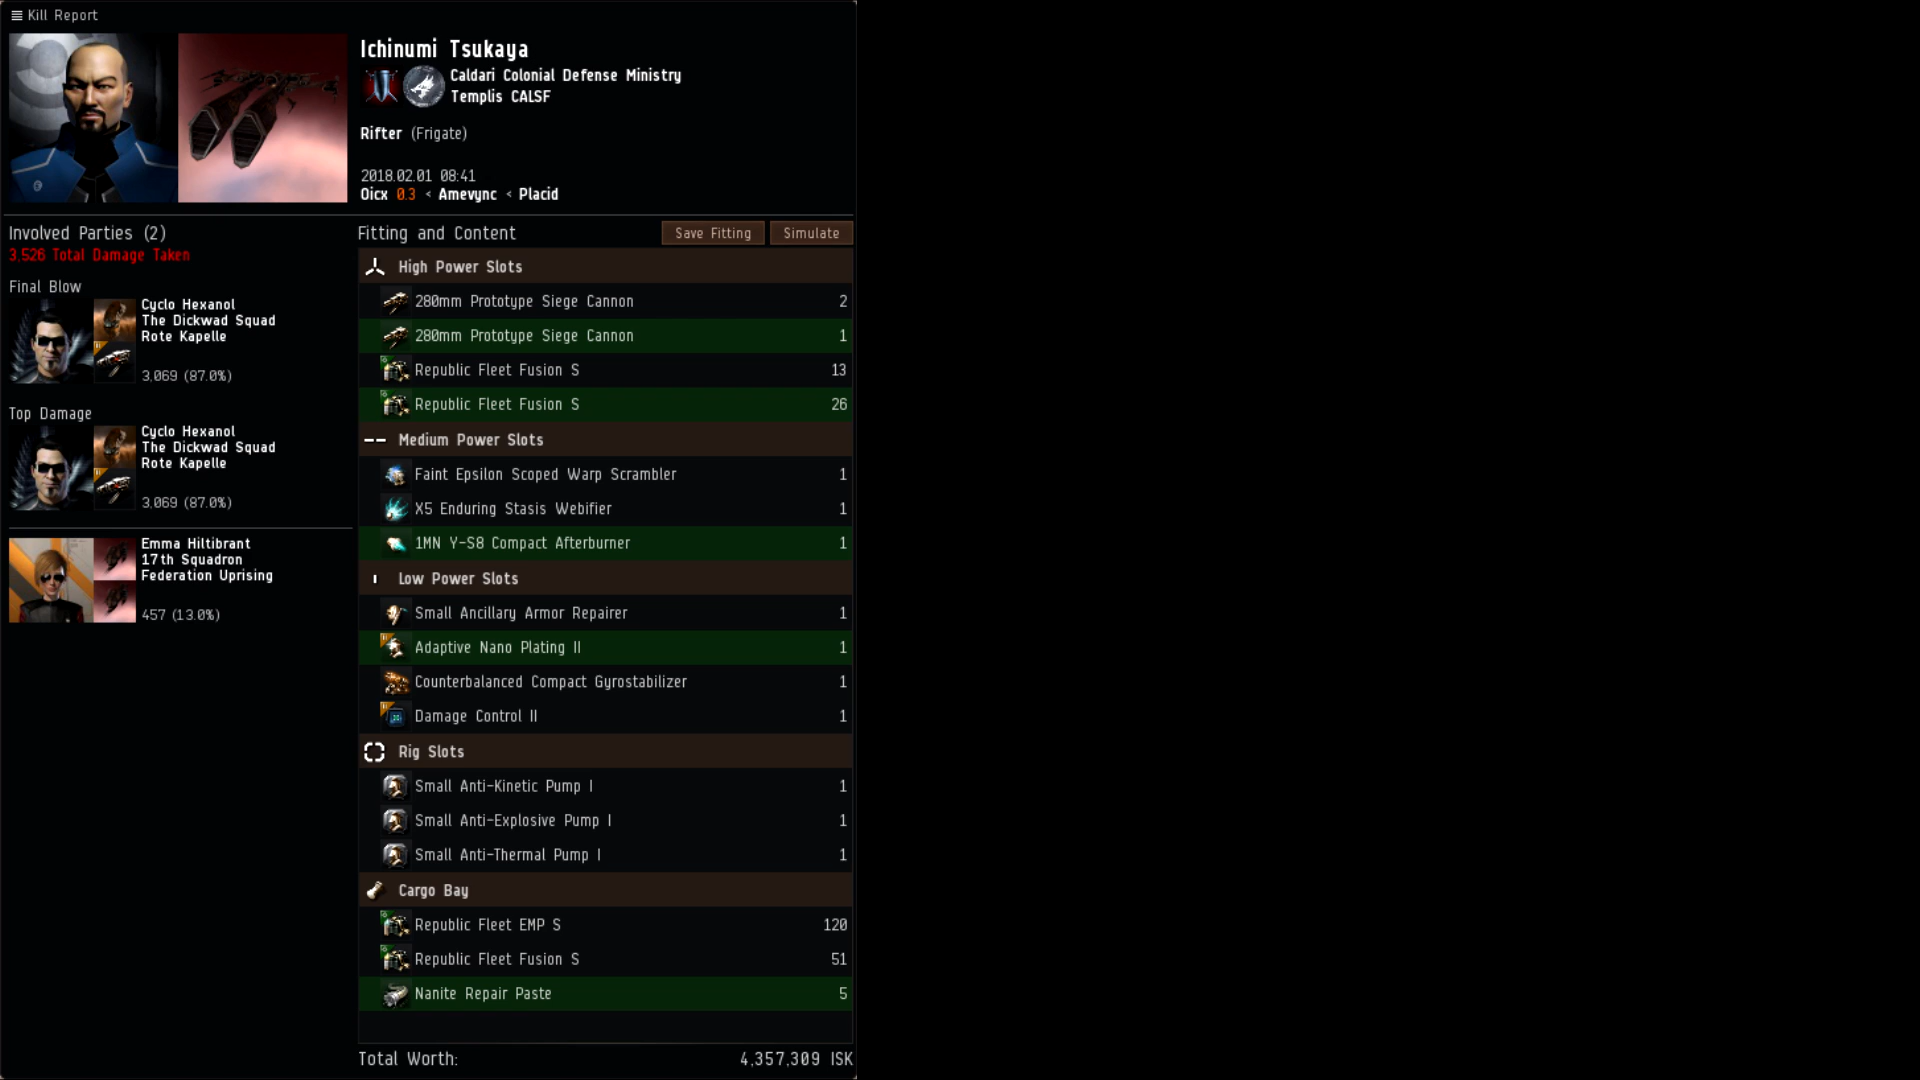 Kill Report
Ichinumi Tsukaya
Caldari Colonial Defense Ministry
Templis CALSF
Rifter (Frigate)
2018.02.01 08:41
Oicx 0.3 < Amevync < Placid
Involved Parties (2)
3,526 Total Damage Taken
Final Blow
Cyclo Hexanol
The Dickwad Squad
Rote Kapelle
3,069 (87.0%)
Top Damage
Cyclo Hexanol
The Dickwad Squad
Rote Kapelle
3,069 (87.0%)
Emma Hiltibrant
17th Squadron
Federation Uprising
457 (13.0%)
Fitting and Content
Save Fitting
Simulate
High Power Slots
280mm Prototype Siege Cannon 2
280mm Prototype Siege Cannon 1
Republic Fleet Fusion S 13
Republic Fleet Fusion S 26
Medium Power Slots
Faint Epsilon Scoped Warp Scrambler 1
X5 Enduring Stasis Webifier 1
1MN Y-S8 Compact Afterburner 1
Low Power Slots
Small Ancillary Armor Repairer 1
Adaptive Nano Plating II 1
Counterbalanced Compact Gyrostabilizer 1
Damage Control II 1
Rig Slots
Small Anti-Kinetic Pump I 1
Small Anti-Explosive Pump I 1
Small Anti-Thermal Pump I 1
Cargo Bay
Republic Fleet EMP S 120
Republic Fleet Fusion S 51
Nanite Repair Paste 5
Total Worth: 4,357,309 ISK